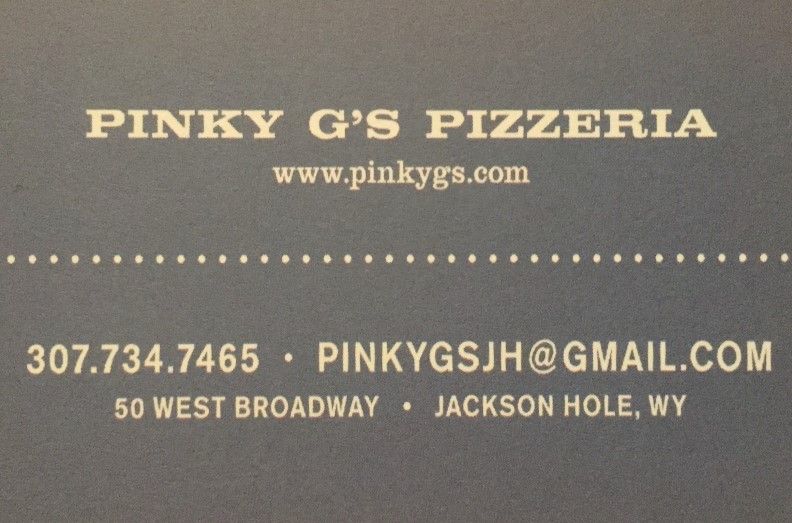 PINKY G'S PIZZERIA
www.pinkygs.com
307.734.7465 • PINKYGSJH@GMAIL.COM
50 WEST BROADWAY • JACKSON HOLE, WY